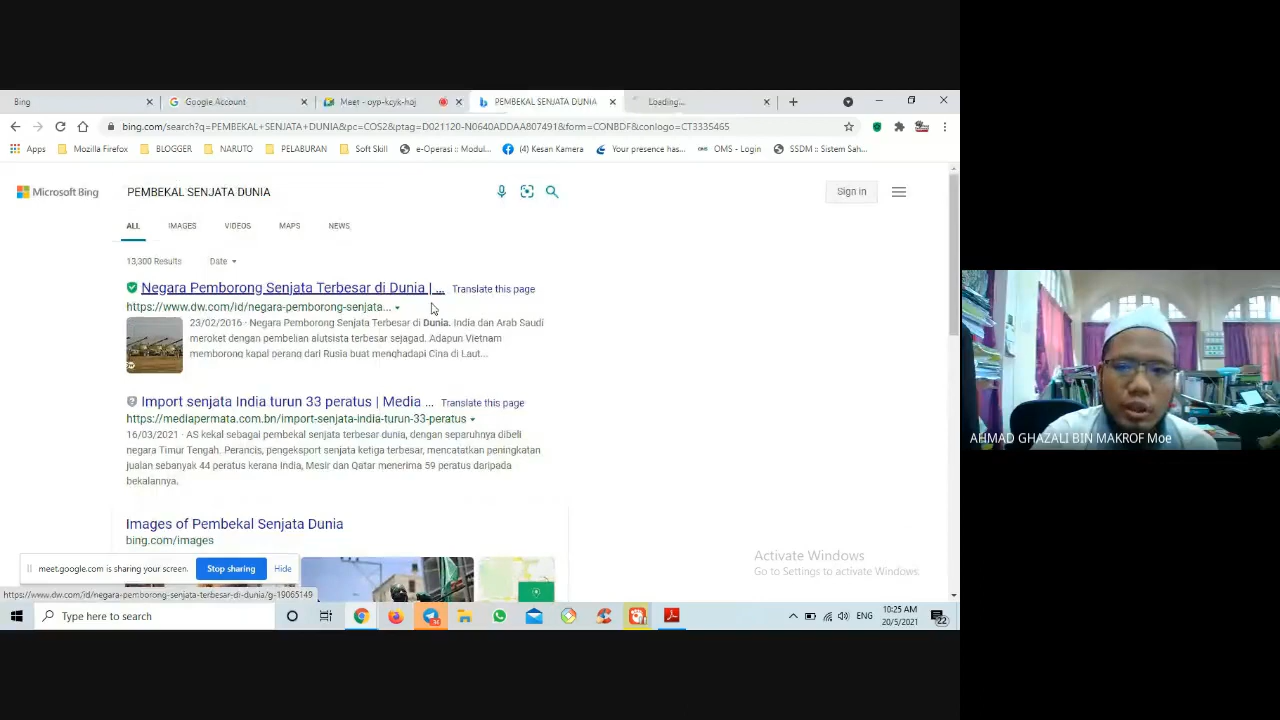 Bing
Google Account
Meet - oyp-kcyk-hoj
PEMBEKAL SENJATA DUNIA
Loading...
bing.com/search?q=PEMBEKAL+SENJATA+DUNIA&pc=COS2&ptag=D021120-N0640ADDAA807491&form=CONBDF&conlogo=CT3335465
Apps
Mozilla Firefox
BLOGGER
NARUTO
PELABURAN
Soft Skill
e-Operasi :: Modul...
(4) Kesan Kamera
Your presence has...
OMS - Login
SSDM :: Sistem Sah...
Microsoft Bing
PEMBEKAL SENJATA DUNIA
Sign in
ALL
IMAGES
VIDEOS
MAPS
NEWS
13,300 Results
Date
Negara Pemborong Senjata Terbesar di Dunia | ...
Translate this page
https://www.dw.com/id/negara-pemborong-senjata...
23/02/2016 · Negara Pemborong Senjata Terbesar di Dunia. India dan Arab Saudi
meroket dengan pembelian alutsista terbesar sejagad. Adapun Vietnam
memborong kapal perang dari Rusia buat menghadapi Cina di Laut...
Import senjata India turun 33 peratus | Media ...
Translate this page
https://mediapermata.com.bn/import-senjata-india-turun-33-peratus
16/03/2021 · AS kekal sebagai pembekal senjata terbesar dunia, dengan separuhnya dibeli
negara Timur Tengah. Perancis, pengeksport senjata ketiga terbesar, mencatatkan peningkatan
jualan sebanyak 44 peratus kerana India, Mesir dan Qatar menerima 59 peratus daripada
bekalannya.
Images of Pembekal Senjata Dunia
bing.com/images
meet.google.com is sharing your screen.
Stop sharing
Hide
Activate Windows
Go to Settings to activate Windows.
https://www.dw.com/id/negara-pemborong-senjata-terbesar-di-dunia/g-19065149
Type here to search
ENG
10:25 AM
20/5/2021
22
AHMAD GHAZALI BIN MAKROF Moe